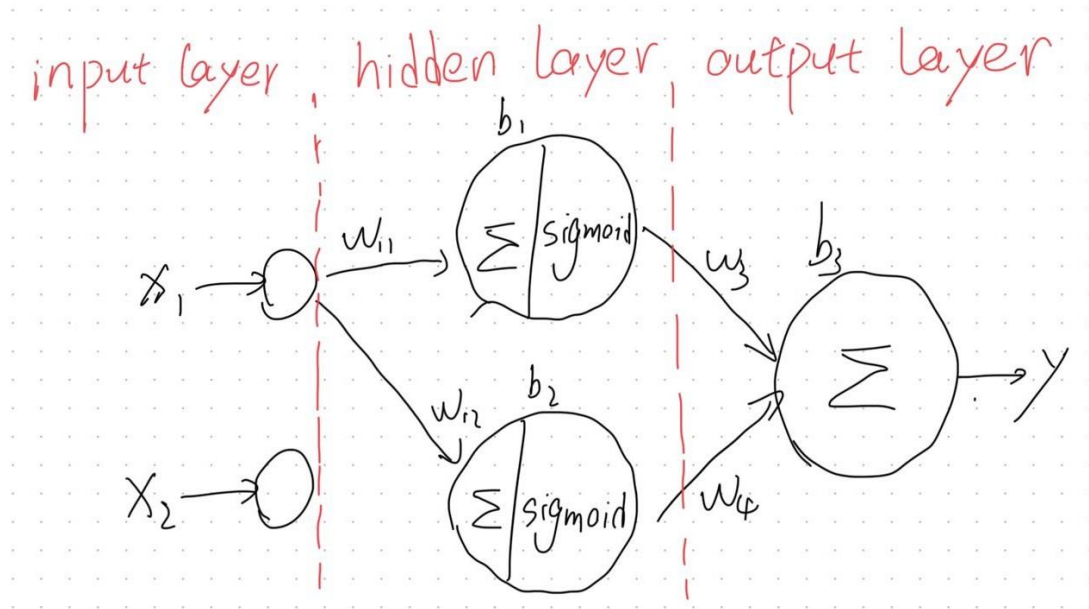 input layer hidden layer output layer
b₁
Σ sigmoid
W₁₁
x₁
W₃
b₃
Σ
y
W₁₂
b₂
Σ sigmoid
x₂
W₄